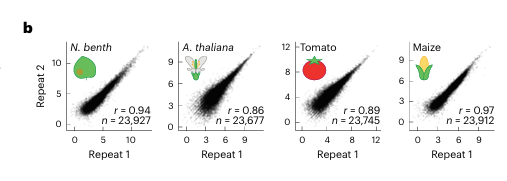 b
N. benth
10
5
0
Repeat 2
r = 0.94
n = 23,927
0 5 10
Repeat 1
A. thaliana
9
6
3
0
r = 0.86
n = 23,677
0 3 6 9
Repeat 1
Tomato
12
8
4
0
r = 0.89
n = 23,745
0 4 8 12
Repeat 1
Maize
9
6
3
0
r = 0.97
n = 23,912
0 3 6 9
Repeat 1